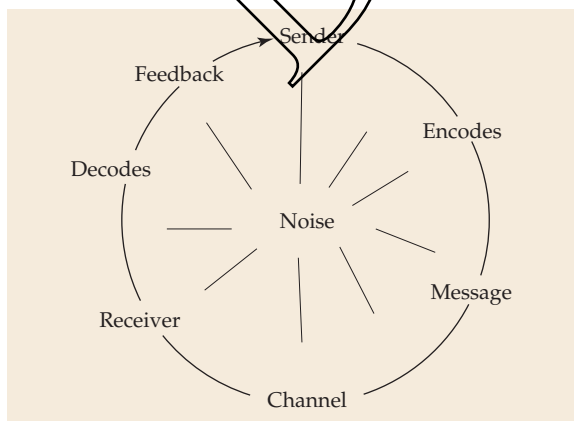 Sender
Feedback
Encodes
Decodes
Noise
Message
Receiver
Channel